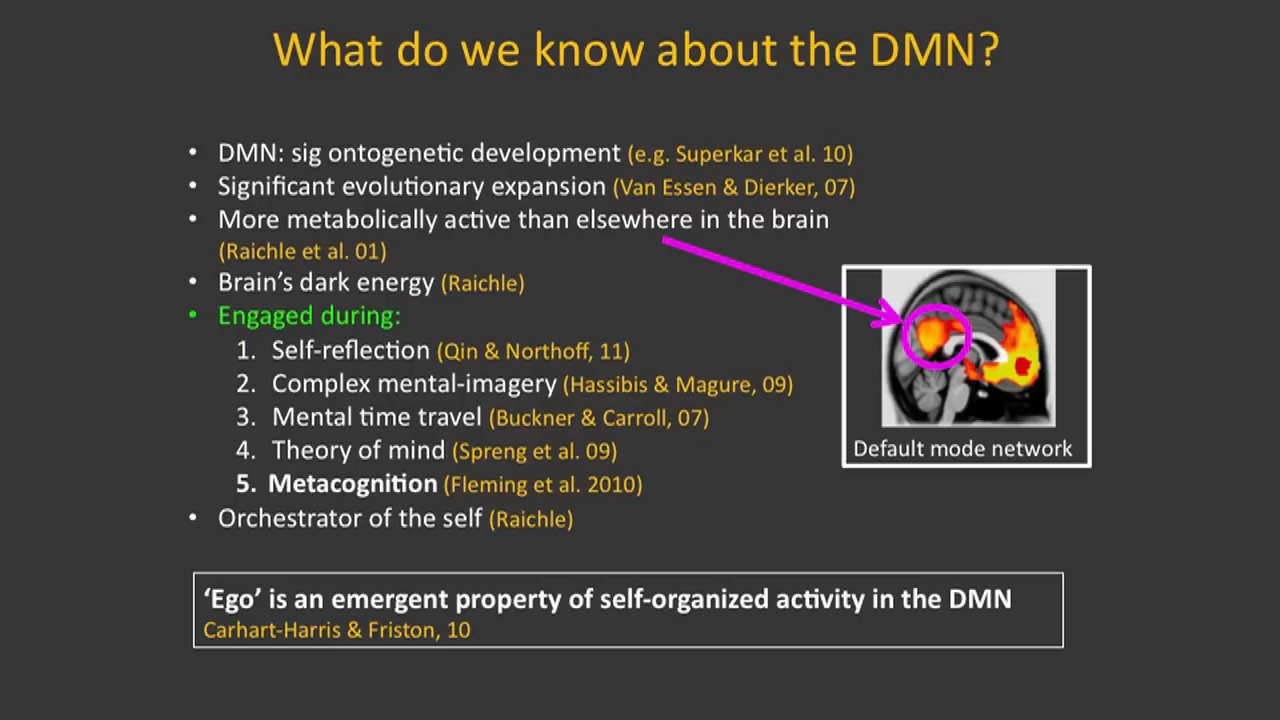 What do we know about the DMN?
• DMN: sig ontogenetic development (e.g. Superkar et al. 10)
• Significant evolutionary expansion (Van Essen & Dierker, 07)
• More metabolically active than elsewhere in the brain
(Raichle et al. 01)
• Brain's dark energy (Raichle)
• Engaged during:
1. Self-reflection (Qin & Northoff, 11)
2. Complex mental-imagery (Hassibis & Magure, 09)
3. Mental time travel (Buckner & Carroll, 07)
4. Theory of mind (Spreng et al. 09)
5. Metacognition (Fleming et al. 2010)
• Orchestrator of the self (Raichle)
Default mode network
‘Ego’ is an emergent property of self-organized activity in the DMN
Carhart-Harris & Friston, 10